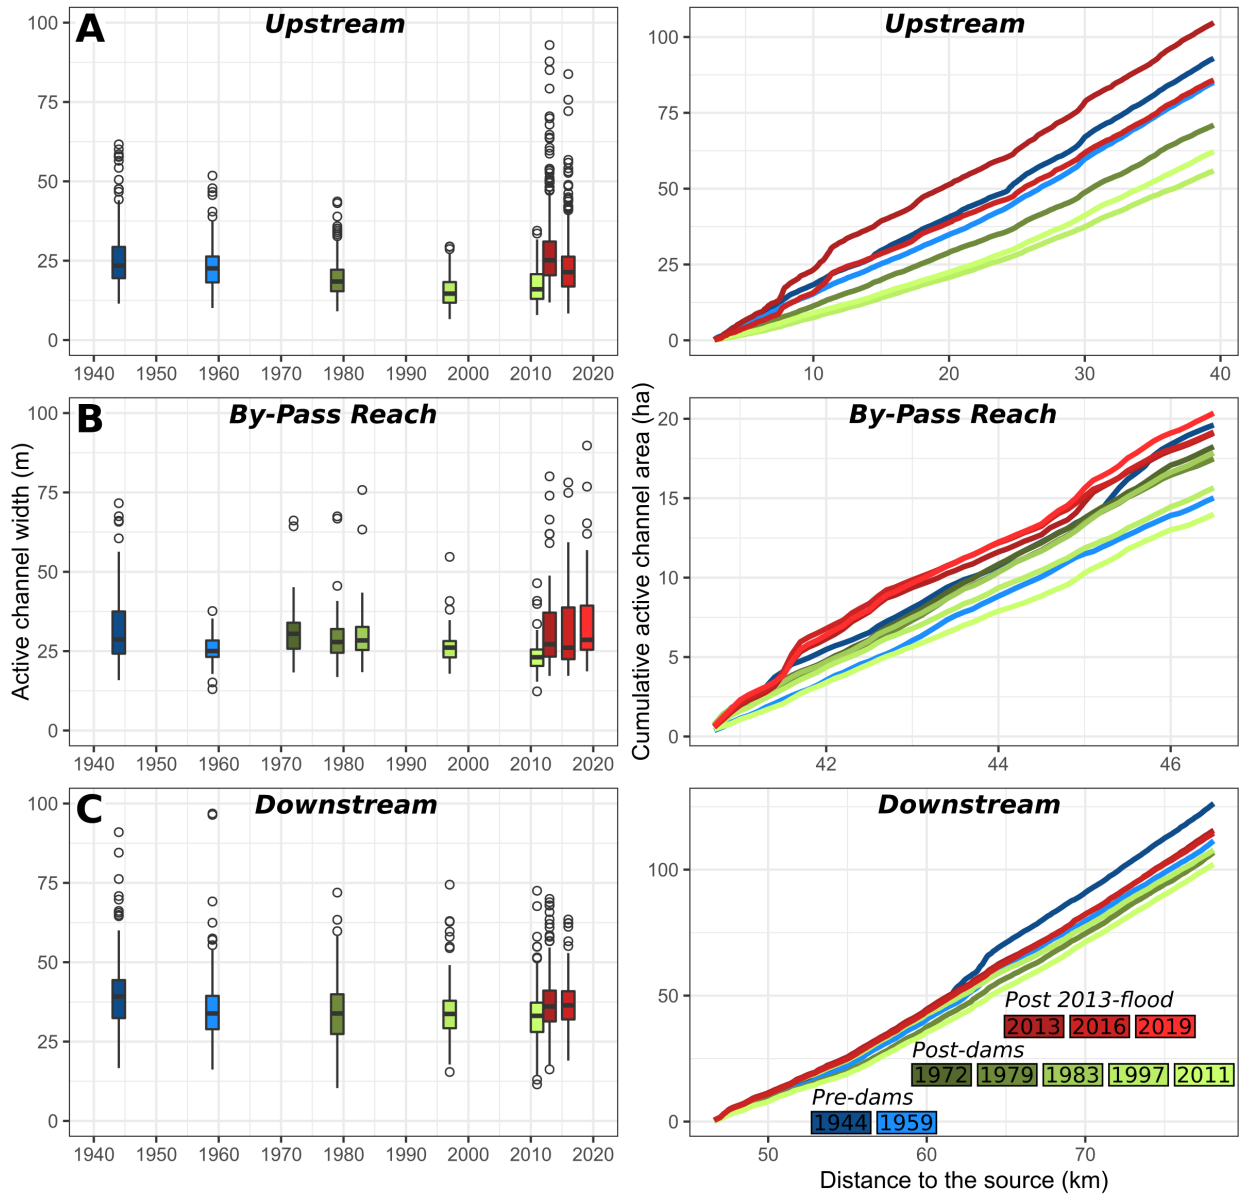 A
Upstream
100
75
50
25
0
1940 1950 1960 1970 1980 1990 2000 2010 2020
Upstream
100
75
50
25
0
10 20 30 40
Active channel width (m)
B
By-Pass Reach
100
75
50
25
0
1940 1950 1960 1970 1980 1990 2000 2010 2020
Cumulative active channel area (ha)
By-Pass Reach
20
15
10
5
0
42 44 46
C
Downstream
100
75
50
25
0
1940 1950 1960 1970 1980 1990 2000 2010 2020
Downstream
100
50
0
Post 2013-flood
2013 2016 2019
Post-dams
1972 1979 1983 1997 2011
Pre-dams
1944 1959
50 60 70
Distance to the source (km)